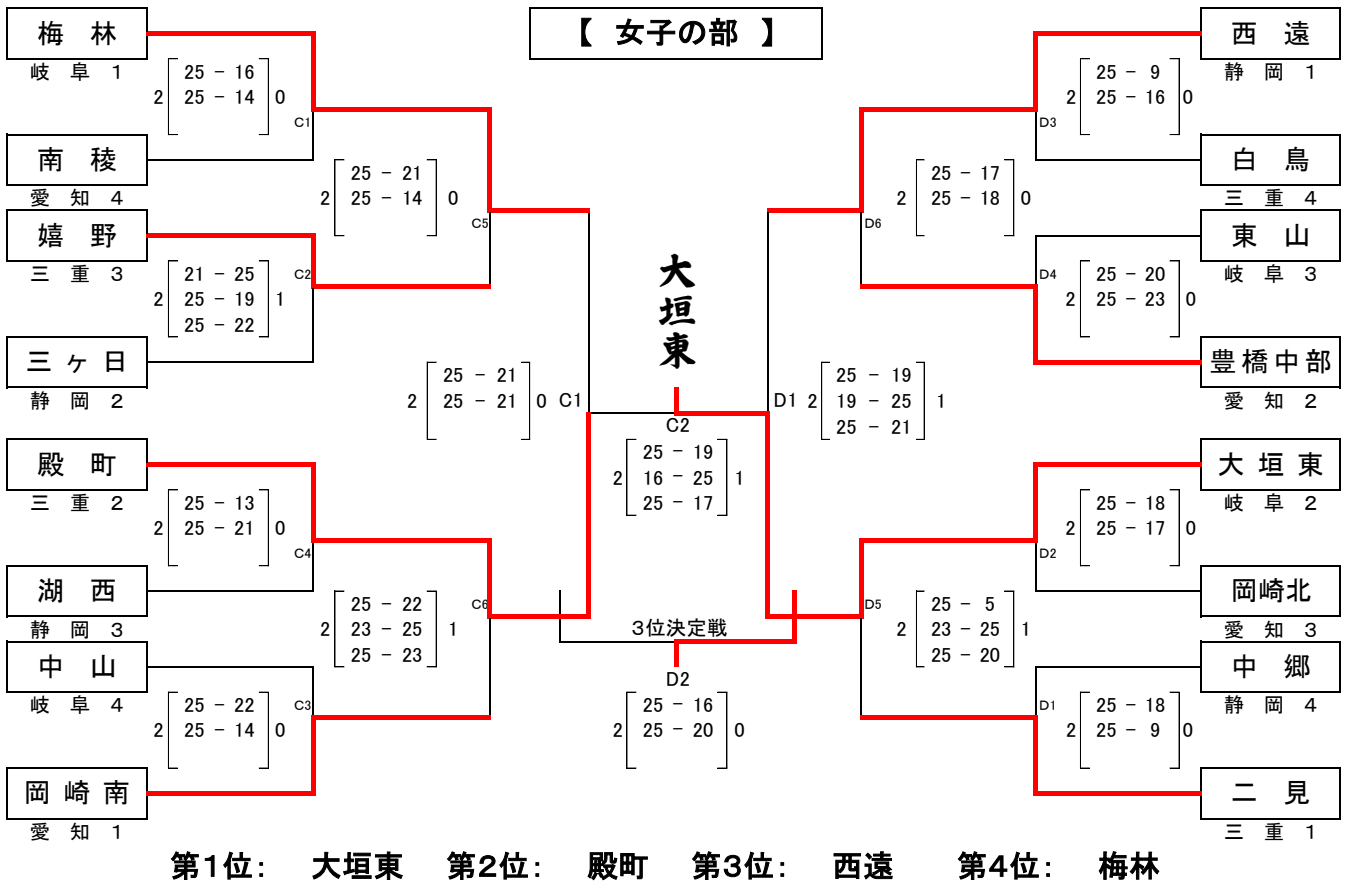 【 女子の部 】
梅 林
岐 阜 1
25 - 16
2 25 - 14 0
C1
南 稜
愛 知 4
25 - 21
2 25 - 14 0
C5
嬉 野
三 重 3
21 - 25
2 25 - 19 1
25 - 22
C2
三 ヶ 日
静 岡 2
25 - 21
2 25 - 21 0
C1
殿 町
三 重 2
25 - 13
2 25 - 21 0
C4
湖 西
静 岡 3
25 - 22
2 23 - 25 1
25 - 23
C6
中 山
岐 阜 4
25 - 22
2 25 - 14 0
C3
岡 崎 南
愛 知 1
大垣東
C2
25 - 19
2 16 - 25 1
25 - 17
3位決定戦
D2
25 - 16
2 25 - 20 0
西 遠
静 岡 1
25 - 9
2 25 - 16 0
D3
白 鳥
三 重 4
25 - 17
2 25 - 18 0
D6
東 山
岐 阜 3
D4
25 - 20
2 25 - 23 0
豊橋中部
愛 知 2
25 - 19
D1 2 19 - 25 1
25 - 21
大 垣 東
岐 阜 2
25 - 18
2 25 - 17 0
D2
岡崎北
愛 知 3
D5
25 - 5
2 23 - 25 1
25 - 20
中 郷
静 岡 4
D1
25 - 18
2 25 - 9 0
二 見
三 重 1
第1位: 大垣東 第2位: 殿町 第3位: 西遠 第4位: 梅林